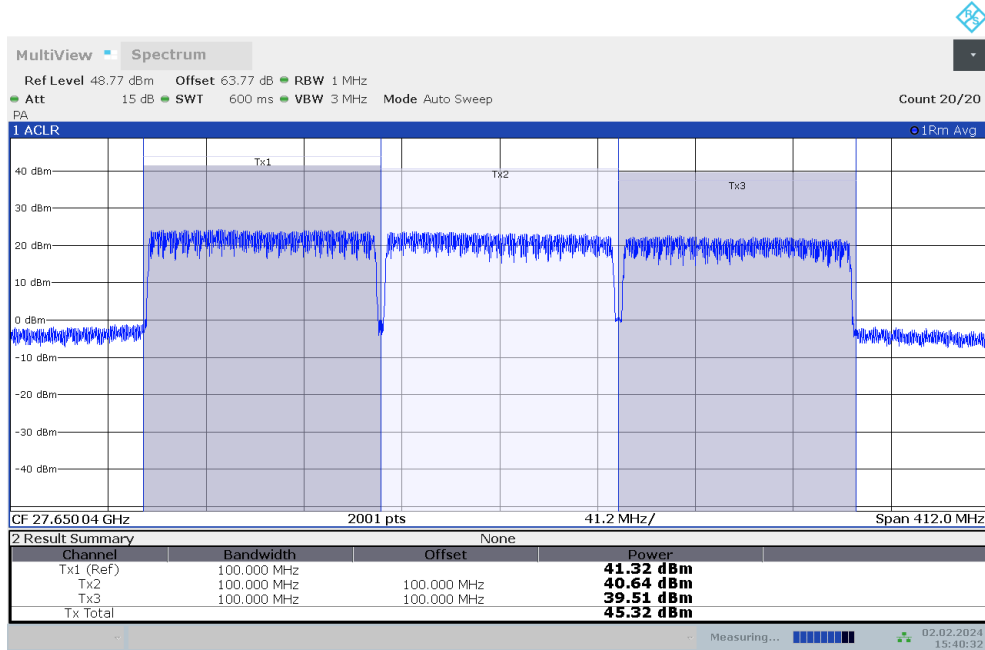 R&S
MultiView Spectrum
Ref Level 48.77 dBm Offset 63.77 dB RBW 1 MHz
Att 15 dB SWT 600 ms VBW 3 MHz Mode Auto Sweep Count 20/20
PA
1 ACLR 1Rm Avg
Tx1
40 dBm
Tx2
Tx3
30 dBm
20 dBm
10 dBm
0 dBm
-10 dBm
-20 dBm
-30 dBm
-40 dBm
CF 27.65004 GHz 2001 pts 41.2 MHz/ Span 412.0 MHz
2 Result Summary None
Channel Bandwidth Offset Power
Tx1 (Ref) 100.000 MHz 41.32 dBm
Tx2 100.000 MHz 100.000 MHz 40.64 dBm
Tx3 100.000 MHz 100.000 MHz 39.51 dBm
Tx Total 45.32 dBm
Measuring... 02.02.2024
15:40:32